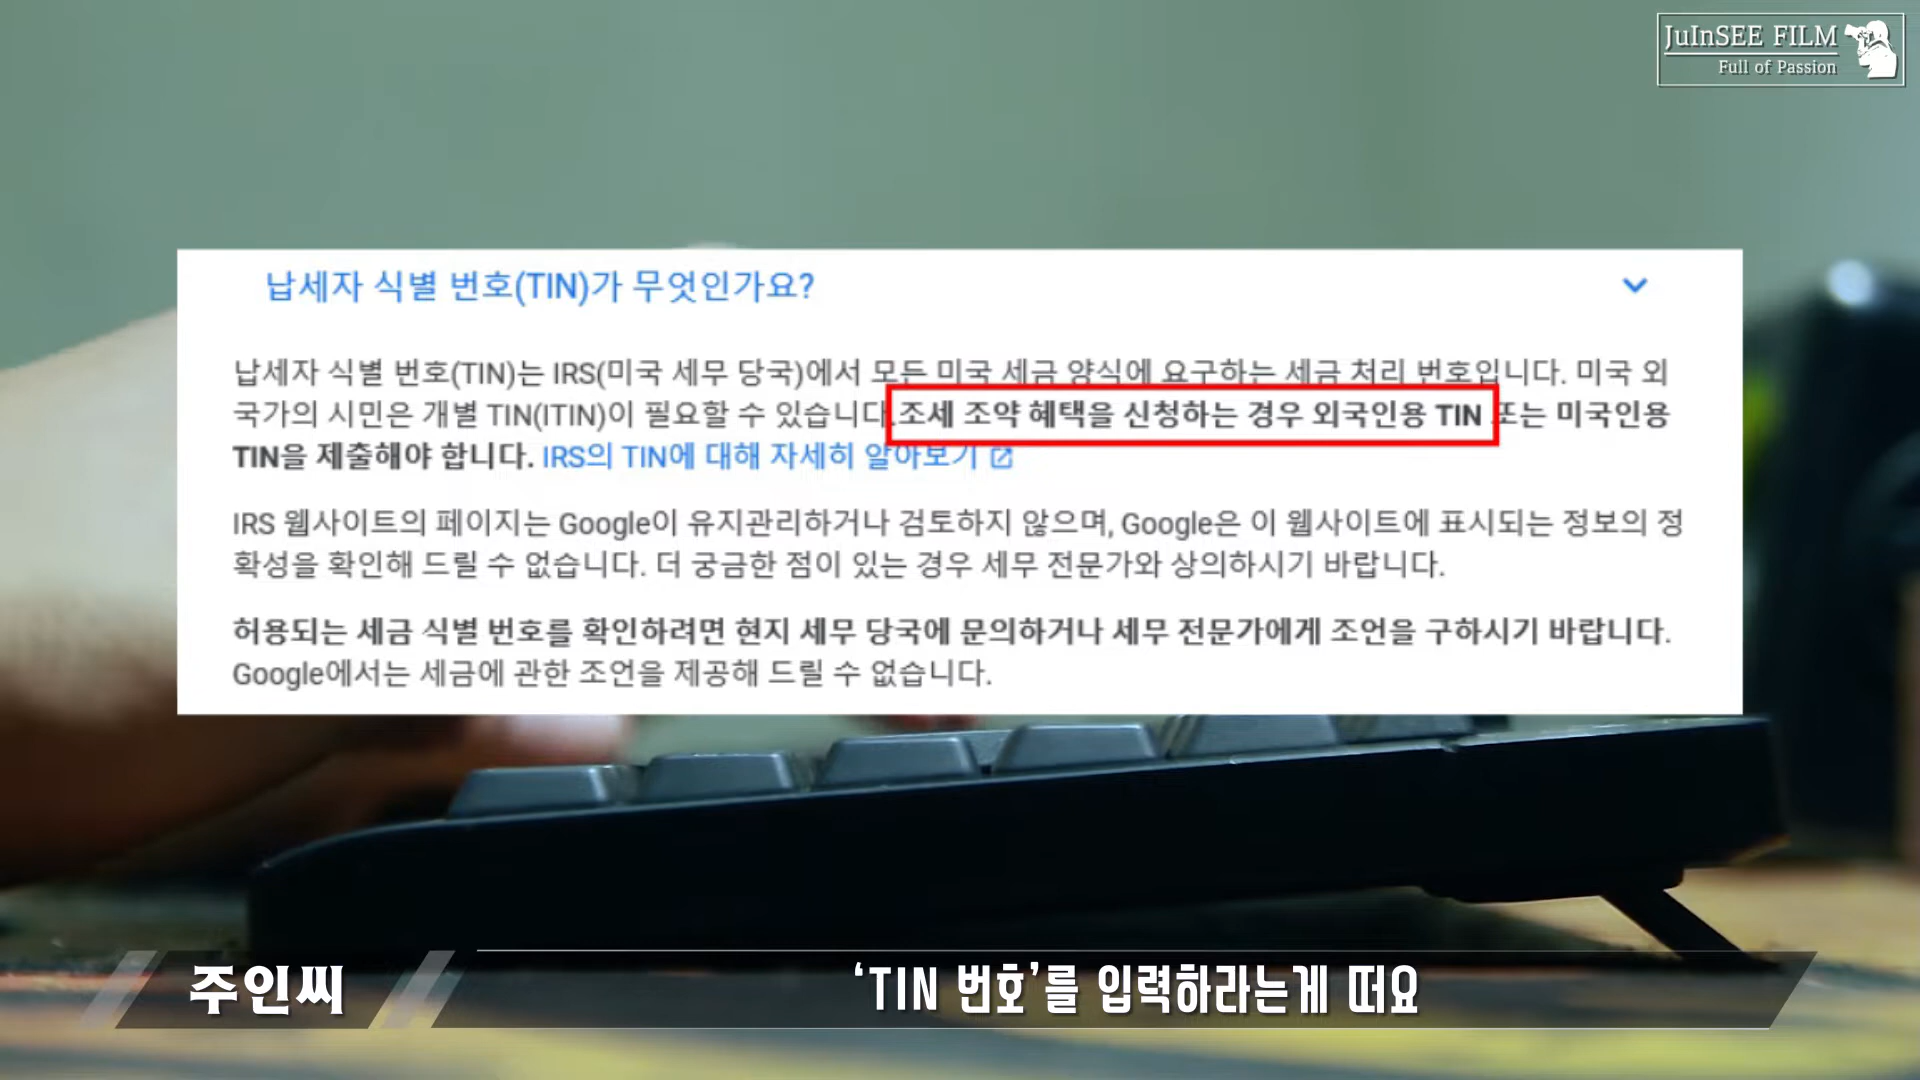 JuInSEE FILM
Full of Passion
납세자 식별 번호(TIN)가 무엇인가요?
납세자 식별 번호(TIN)는 IRS(미국 세무 당국)에서 모든 미국 세금 양식에 요구하는 세금 처리 번호입니다. 미국 외
국가의 시민은 개별 TIN(ITIN)이 필요할 수 있습니다. 조세 조약 혜택을 신청하는 경우 외국인용 TIN 또는 미국인용
TIN을 제출해야 합니다. IRS의 TIN에 대해 자세히 알아보기
IRS 웹사이트의 페이지는 Google이 유지관리하거나 검토하지 않으며, Google은 이 웹사이트에 표시되는 정보의 정
확성을 확인해 드릴 수 없습니다. 더 궁금한 점이 있는 경우 세무 전문가와 상의하시기 바랍니다.
허용되는 세금 식별 번호를 확인하려면 현지 세무 당국에 문의하거나 세무 전문가에게 조언을 구하시기 바랍니다.
Google에서는 세금에 관한 조언을 제공해 드릴 수 없습니다.
주인씨
‘TIN 번호’를 입력하라는게 떠요